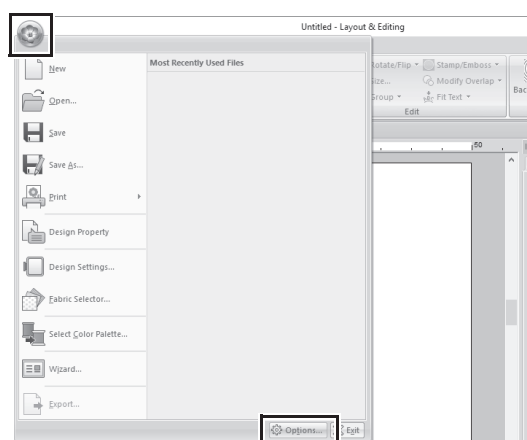 Untitled - Layout & Editing
New
Most Recently Used Files
Open...
Save
Save As...
Print
Design Property
Design Settings...
Fabric Selector...
Select Color Palette...
Wizard...
Export...
Options...
Exit
Rotate/Flip
Stamp/Emboss
Size...
Modify Overlap
Group
Fit Text
Edit
50